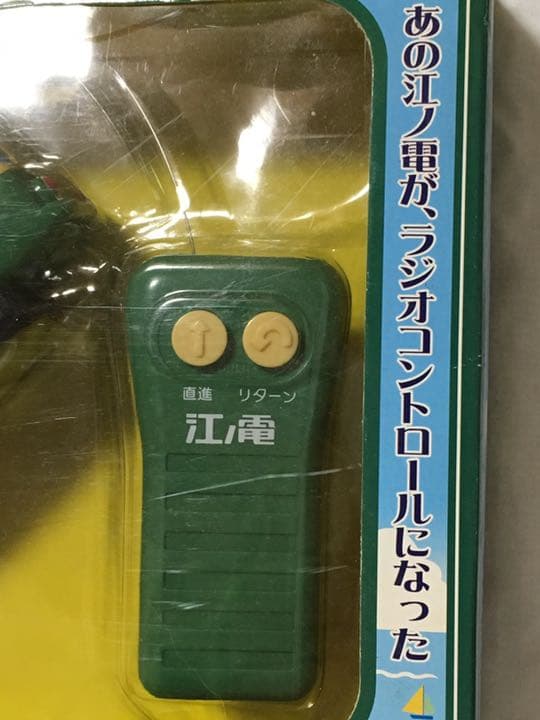 あの江ノ電が、ラジオコントロールになった
直進 リターン
江ノ電